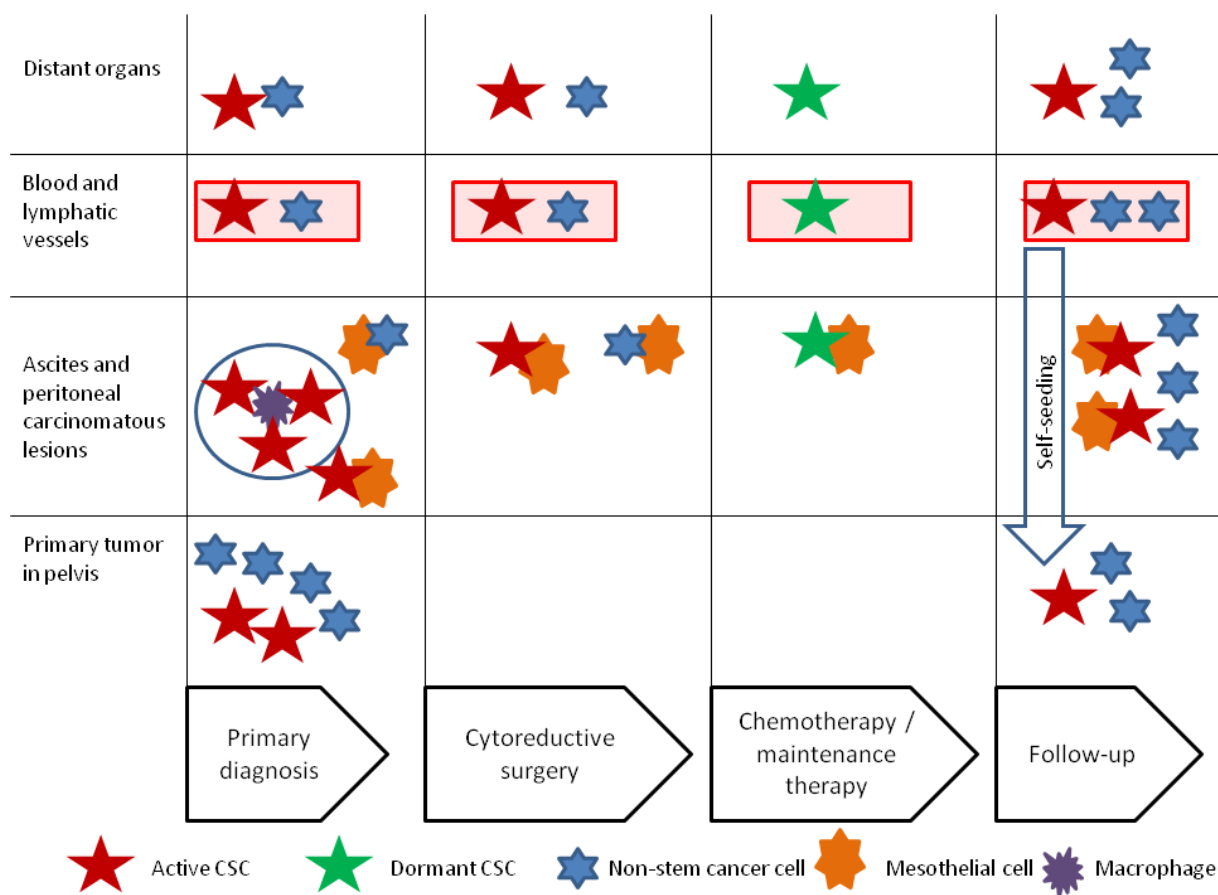 Distant organs
Blood and
lymphatic
vessels
Ascites and
peritoneal
carcinomatous
lesions
Self-seeding
Primary tumor
in pelvis
Primary
diagnosis
Cytoreductive
surgery
Chemotherapy /
maintenance
therapy
Follow-up
Active CSC
Dormant CSC
Non-stem cancer cell
Mesothelial cell
Macrophage